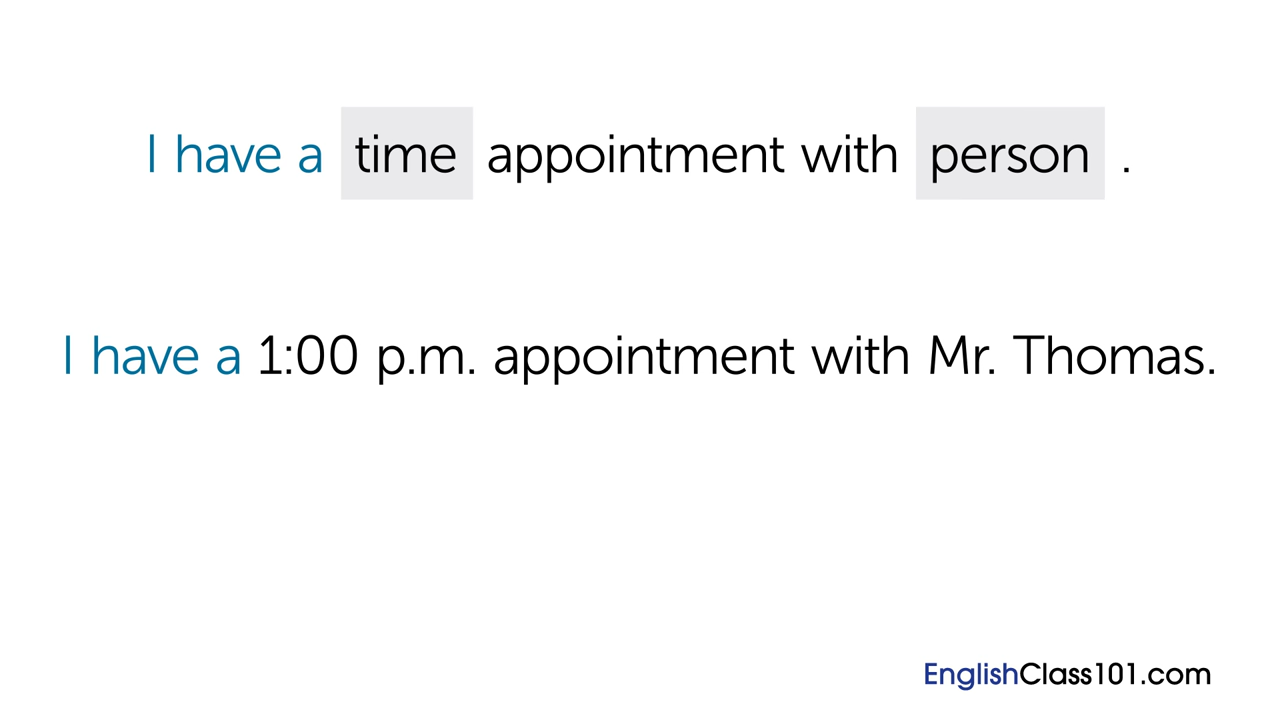 I have a time appointment with person .
I have a 1:00 p.m. appointment with Mr. Thomas.
EnglishClass101.com